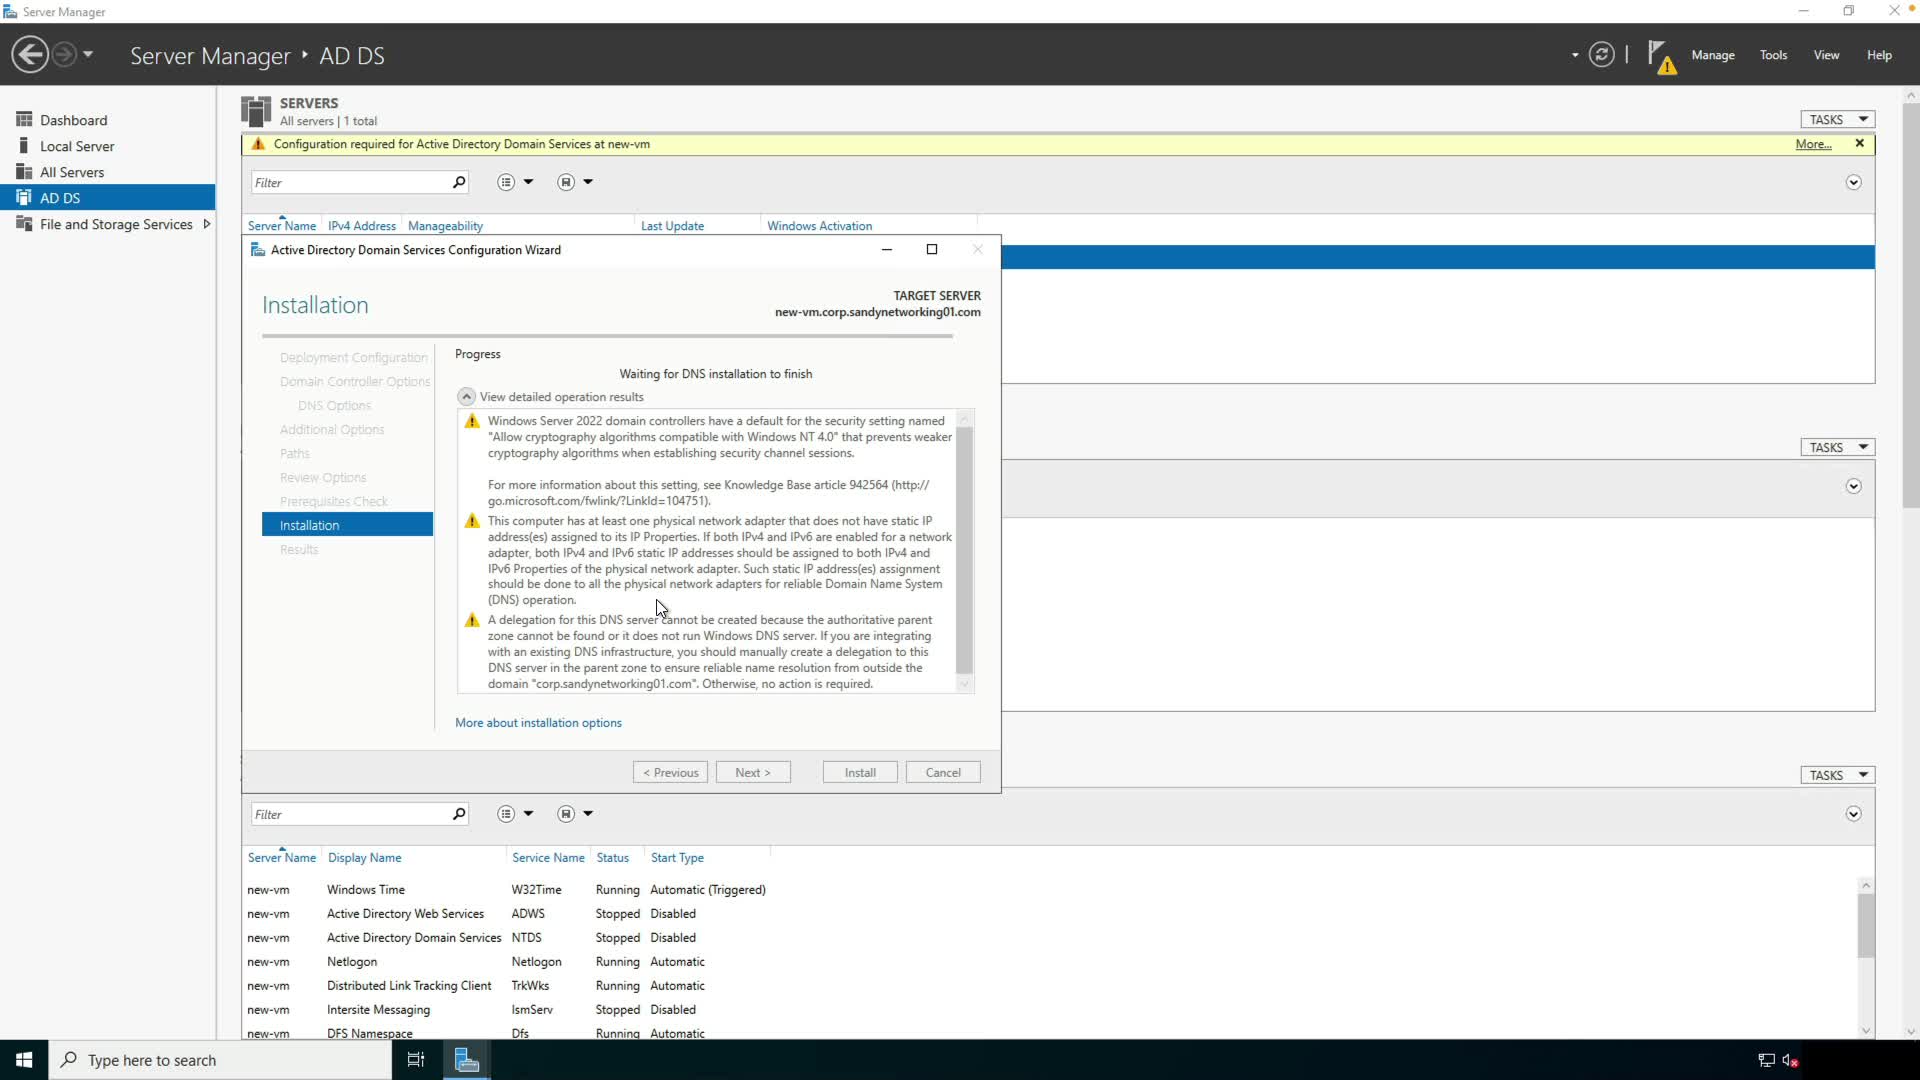 Server Manager
Server Manager ‣ AD DS
Manage Tools View Help
Dashboard
Local Server
All Servers
AD DS
File and Storage Services
SERVERS
All servers | 1 total
TASKS
Configuration required for Active Directory Domain Services at new-vm
More...
Filter
Server Name IPv4 Address Manageability Last Update Windows Activation
Active Directory Domain Services Configuration Wizard
Installation
TARGET SERVER
new-vm.corp.sandynetworking01.com
Deployment Configuration
Domain Controller Options
DNS Options
Additional Options
Paths
Review Options
Prerequisites Check
Installation
Results
Progress
Waiting for DNS installation to finish
View detailed operation results
Windows Server 2022 domain controllers have a default for the security setting named
"Allow cryptography algorithms compatible with Windows NT 4.0" that prevents weaker
cryptography algorithms when establishing security channel sessions.
For more information about this setting, see Knowledge Base article 942564 (http://
go.microsoft.com/fwlink/?LinkId=104751).
This computer has at least one physical network adapter that does not have static IP
address(es) assigned to its IP Properties. If both IPv4 and IPv6 are enabled for a network
adapter, both IPv4 and IPv6 static IP addresses should be assigned to both IPv4 and
IPv6 Properties of the physical network adapter. Such static IP address(es) assignment
should be done to all the physical network adapters for reliable Domain Name System
(DNS) operation.
A delegation for this DNS server cannot be created because the authoritative parent
zone cannot be found or it does not run Windows DNS server. If you are integrating
with an existing DNS infrastructure, you should manually create a delegation to this
DNS server in the parent zone to ensure reliable name resolution from outside the
domain "corp.sandynetworking01.com". Otherwise, no action is required.
More about installation options
< Previous Next > Install Cancel
TASKS
TASKS
Filter
Server Name Display Name Service Name Status Start Type
new-vm Windows Time W32Time Running Automatic (Triggered)
new-vm Active Directory Web Services ADWS Stopped Disabled
new-vm Active Directory Domain Services NTDS Stopped Disabled
new-vm Netlogon Netlogon Running Automatic
new-vm Distributed Link Tracking Client TrkWks Running Automatic
new-vm Intersite Messaging IsmServ Stopped Disabled
new-vm DFS Namespace Dfs Running Automatic
Type here to search